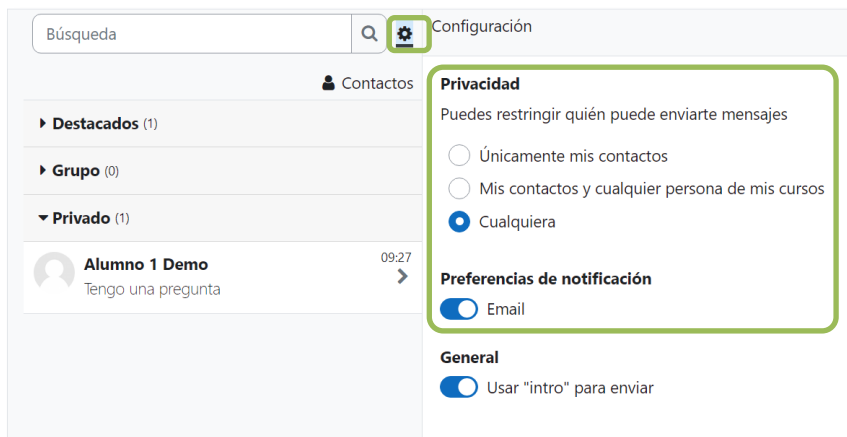 Búsqueda
Contactos
Destacados (1)
Grupo (0)
Privado (1)
Alumno 1 Demo
09:27
Tengo una pregunta
Configuración
Privacidad
Puedes restringir quién puede enviarte mensajes
Únicamente mis contactos
Mis contactos y cualquier persona de mis cursos
Cualquiera
Preferencias de notificación
Email
General
Usar "intro" para enviar